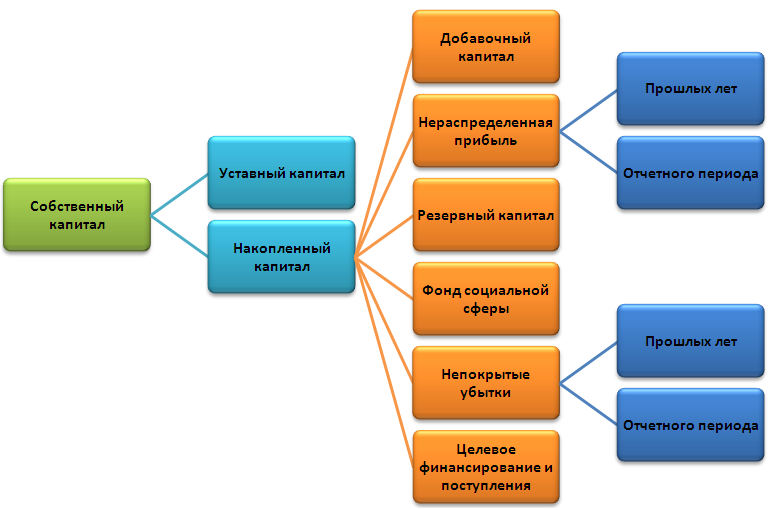 Собственный
капитал
Уставный капитал
Накопленный
капитал
Добавочный
капитал
Нераспределенная
прибыль
Резервный капитал
Фонд социальной
сферы
Непокрытые
убытки
Целевое
финансирование и
поступления
Прошлых лет
Отчетного периода
Прошлых лет
Отчетного периода